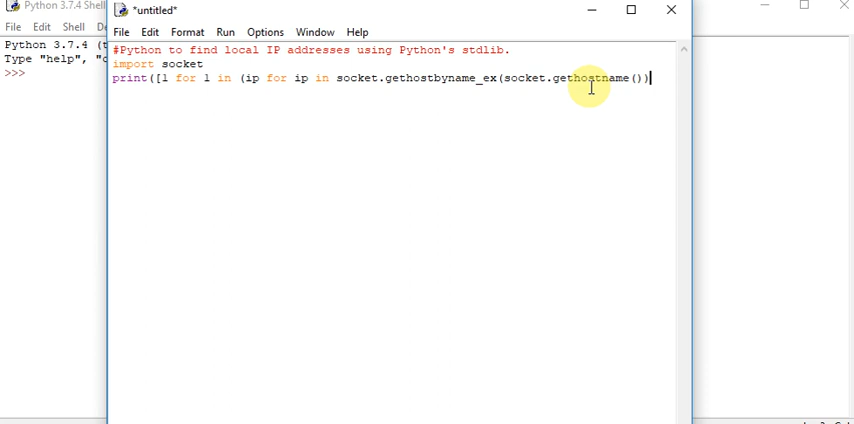 Python 3.7.4 Shell
*untitled*
File Edit Shell De
File Edit Format Run Options Window Help
Python 3.7.4 (t
Type "help", "c
>>>
#Python to find local IP addresses using Python's stdlib.
import socket
print([l for l in (ip for ip in socket.gethostbyname_ex(socket.gethostname())